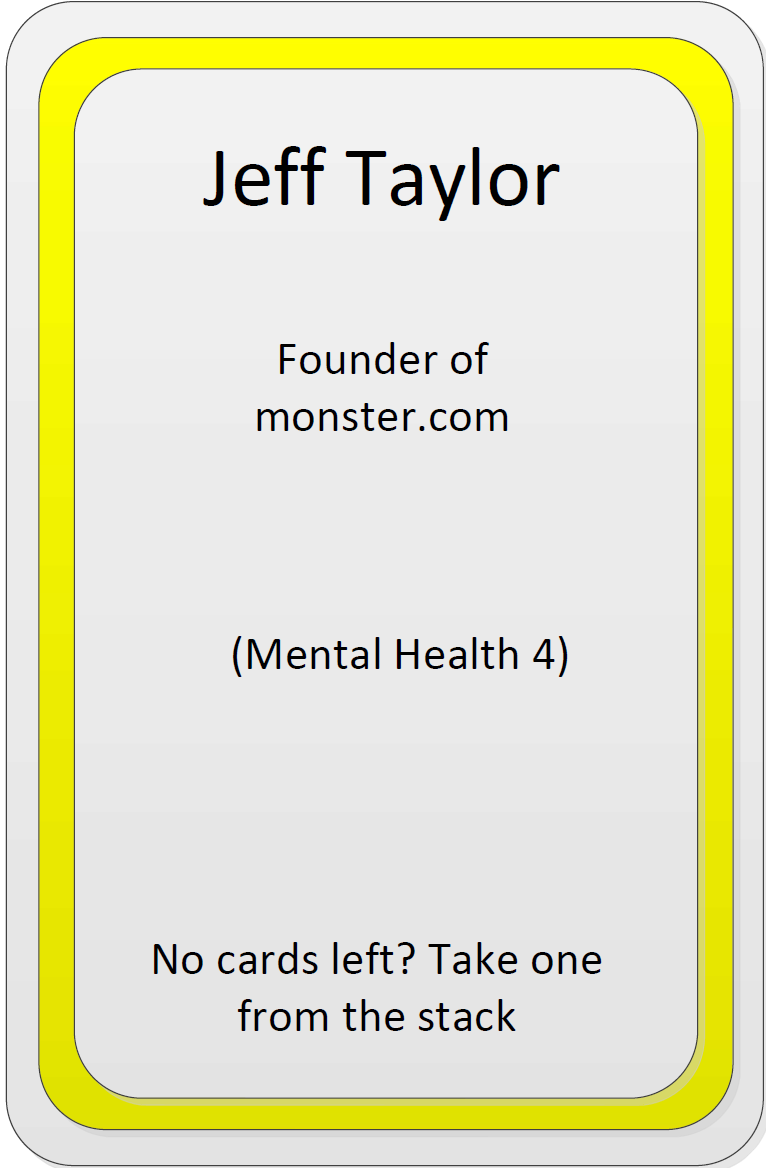 Jeff Taylor
Founder of
monster.com
(Mental Health 4)
No cards left? Take one
from the stack